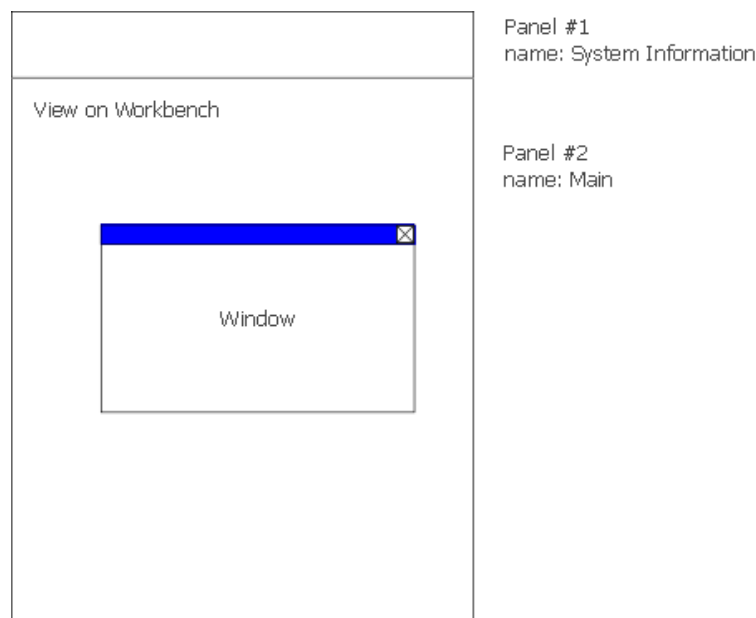 Panel #1
name: System Information
View on Workbench
Panel #2
name: Main
Window